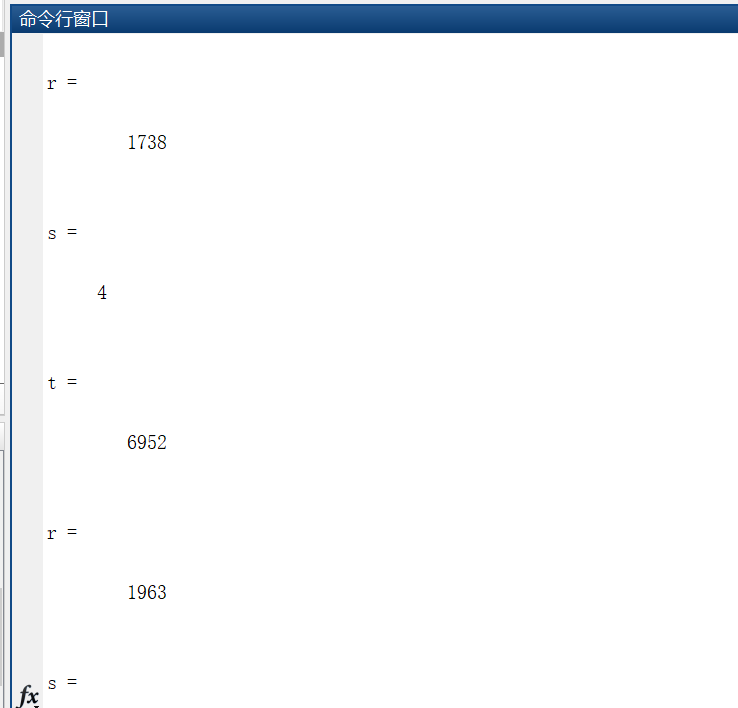 命令行窗口
r =
1738
s =
4
t =
6952
r =
1963
s =
fx